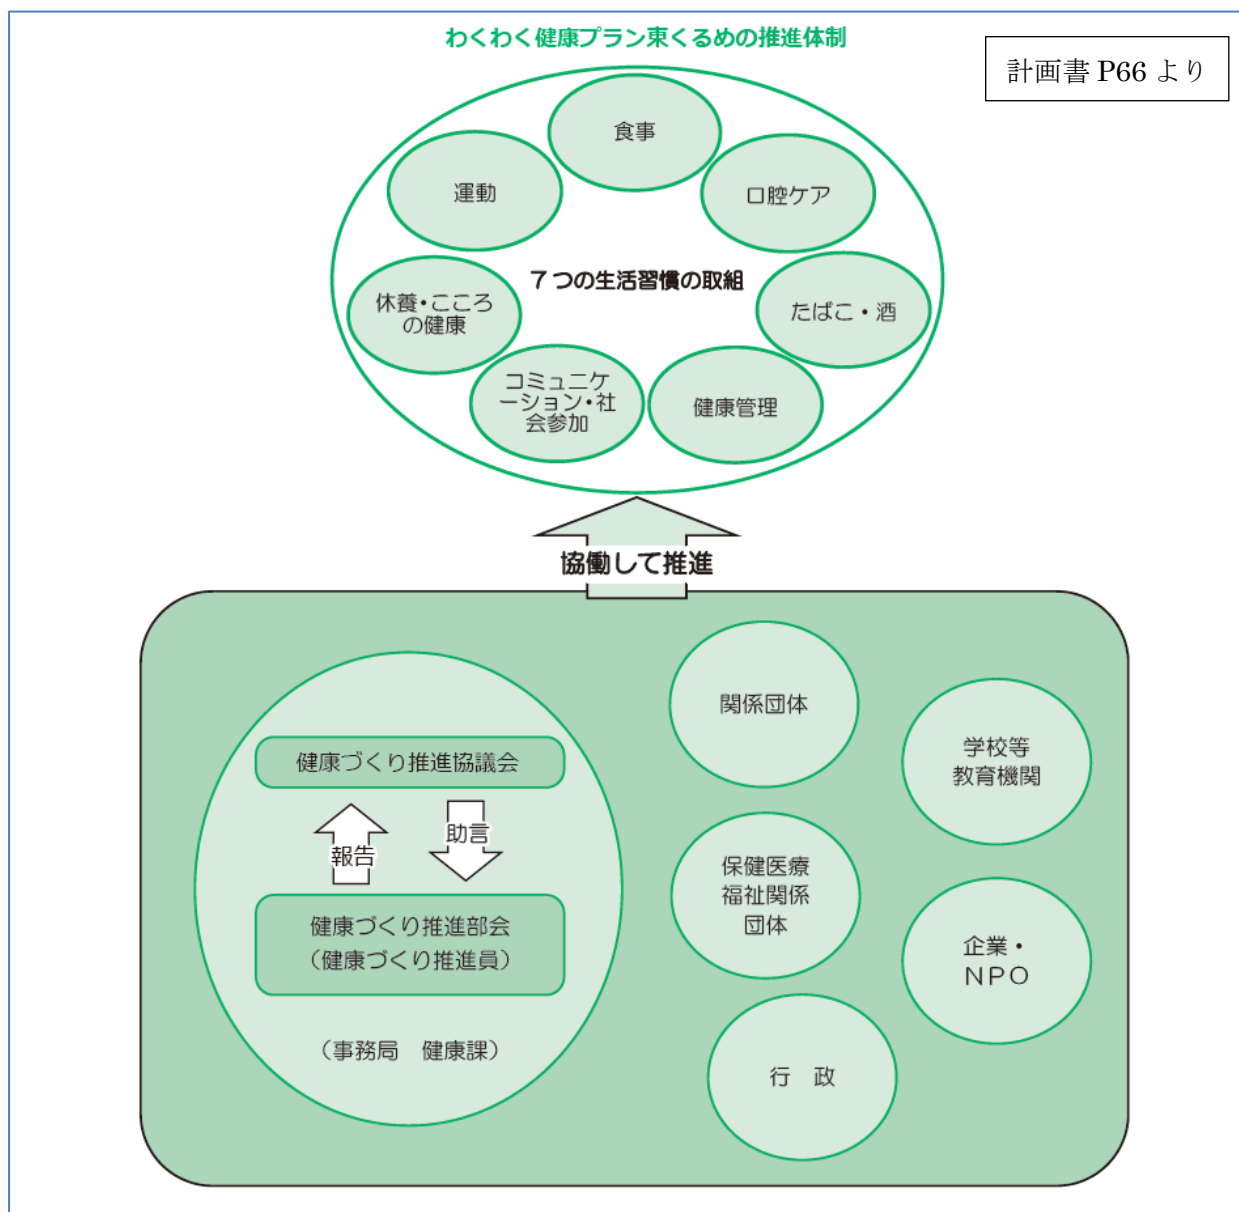 わくわく健康プラン東くるめの推進体制
計画書 P66 より
食事
運動
口腔ケア
7つの生活習慣の取組
休養・こころ
の健康
たばこ・酒
コミュニケ
ーション・社
会参加
健康管理
協働して推進
関係団体
学校等
教育機関
健康づくり推進協議会
報告
助言
保健医療
福祉関係
団体
健康づくり推進部会
（健康づくり推進員）
企業・
ＮＰＯ
（事務局　健康課）
行　政